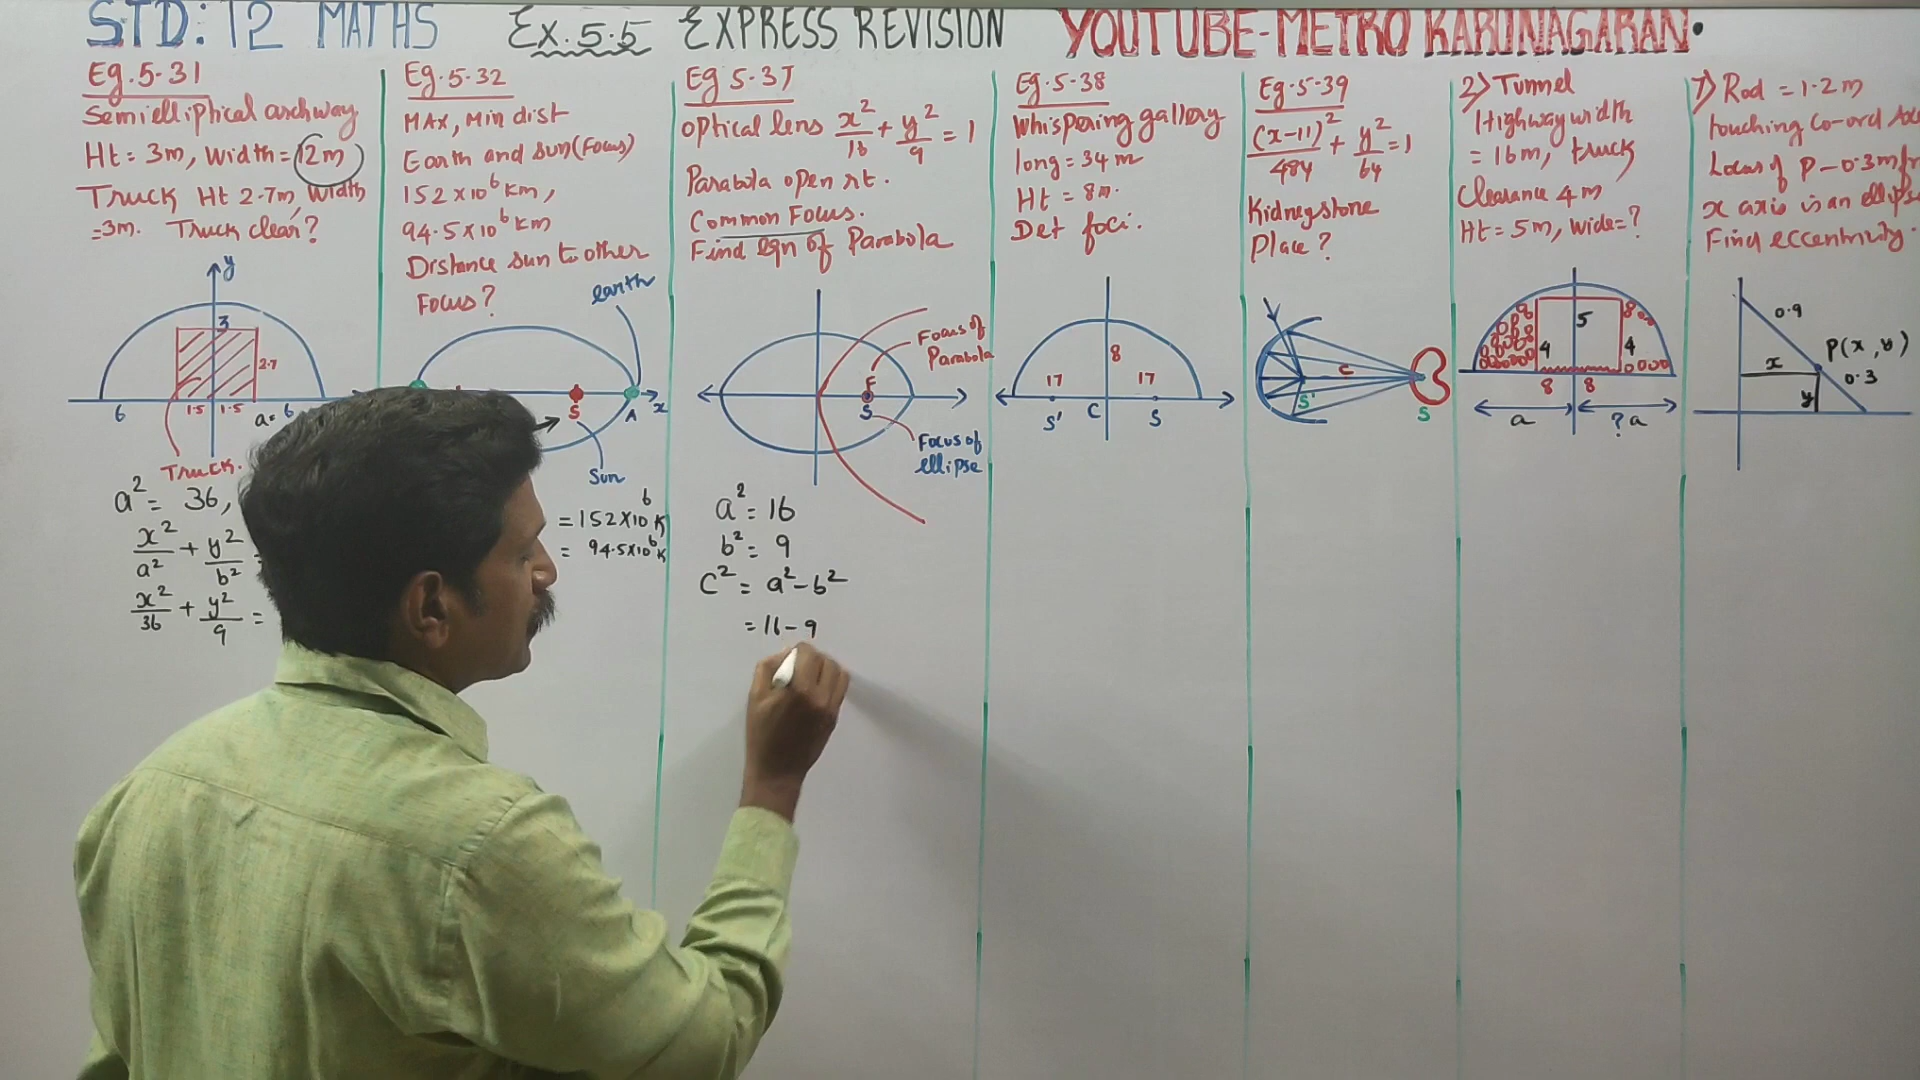 STD: 12 MATHS Ex. 5.5 EXPRESS REVISION YOUTUBE-METRO KARUNAGARAN.
Eg. 5-31
Semielliptical archway
Ht = 3m, width = 12m
Truck Ht 2.7m, width
=3m. Truck clear?
y
3
2.7
6
1.5
1.5
a=6
Truck.
a² = 36,
x²/a² + y²/b² =
x²/36 + y²/9 =
Eg. 5-32
MAX, Min dist
Earth and sun (Focus)
152 x 10⁶ km,
94.5 x 10⁶ km
Distance sun to other
Focus?
earth
S
A
x
Sun
= 152 x 10⁶ K
= 94.5 x 10⁶ K
Eg 5-37
optical lens x²/16 + y²/9 = 1
Parabola open rt.
Common Focus.
Find eqn of Parabola
Focus of
Parabola
F
S
Focus of
ellipse
a² = 16
b² = 9
C² = a² - b²
= 16 - 9
Eg. 5-38
Whispering gallery
long = 34 m
Ht = 8m.
Det foci.
8
17
17
S'
C
S
Eg. 5-39
(x-11)²/484 + y²/64 = 1
Kidneystone
Place?
C
S'
S
2) Tunnel
Highway width
= 16m, truck
Clearance 4m
Ht = 5m, wide=?
5
4
4
8
8
a
?a
7) Rod = 1.2m
touching co-ord
Locus of P - 0.3m
x axis is an ellipse
Find eccentricity.
0.9
P(x, y)
x
0.3
y